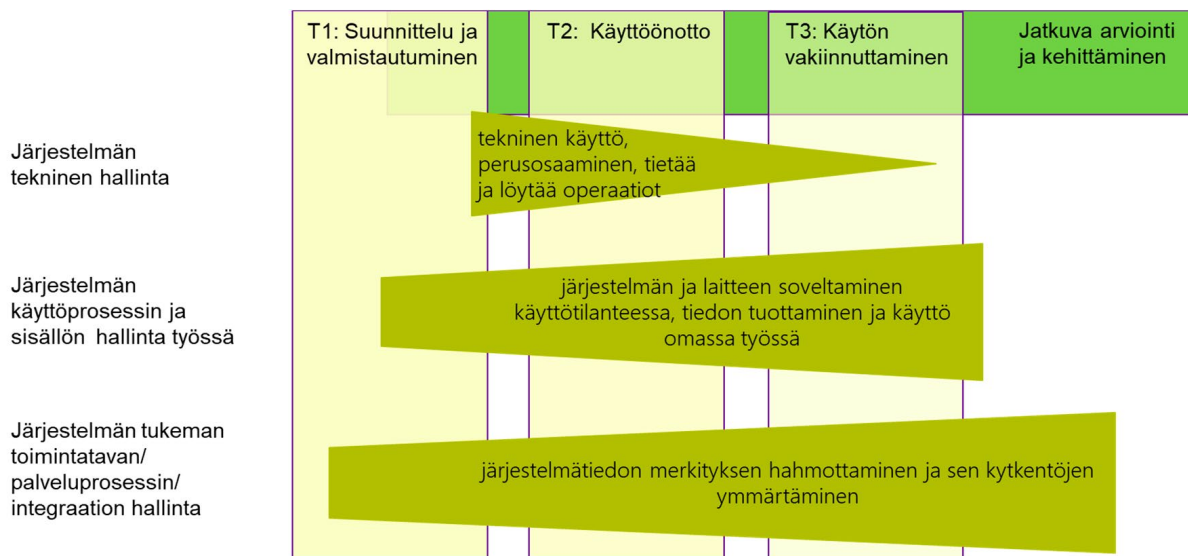 T1: Suunnittelu ja
valmistautuminen
T2: Käyttöönotto
T3: Käytön
vakiinnuttaminen
Jatkuva arviointi
ja kehittäminen
Järjestelmän
tekninen hallinta
tekninen käyttö,
perusosaaminen, tietää
ja löytää operaatiot
Järjestelmän
käyttöprosessin ja
sisällön hallinta työssä
järjestelmän ja laitteen soveltaminen
käyttötilanteessa, tiedon tuottaminen ja käyttö
omassa työssä
Järjestelmän tukeman
toimintatavan/
palveluprosessin/
integraation hallinta
järjestelmätiedon merkityksen hahmottaminen ja sen kytkentöjen
ymmärtäminen